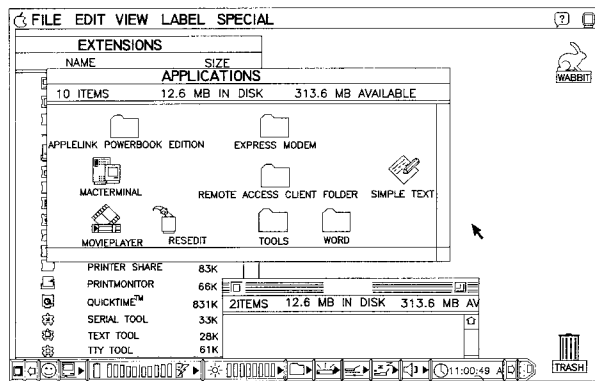 FILE EDIT VIEW LABEL SPECIAL ?
EXTENSIONS
NAME SIZE
WABBIT
APPLICATIONS
10 ITEMS 12.6 MB IN DISK 313.6 MB AVAILABLE
APPLELINK POWERBOOK EDITION EXPRESS MODEM
MACTERMINAL REMOTE ACCESS CLIENT FOLDER SIMPLE TEXT
MOVIEPLAYER RESEDIT TOOLS WORD
PRINTER SHARE 83K
PRINTMONITOR 66K
QUICKTIME™ 831K
SERIAL TOOL 33K
TEXT TOOL 28K
TTY TOOL 61K
2ITEMS 12.6 MB IN DISK 313.6 MB AV
11:00:49 A
TRASH